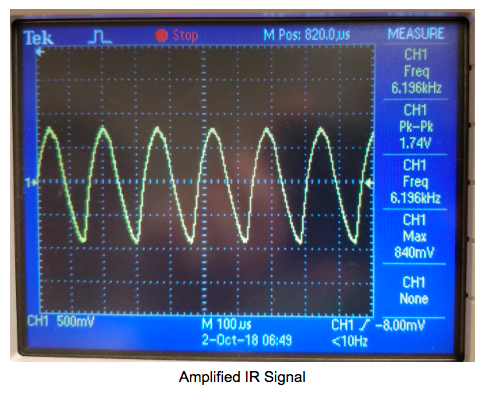 Tek Stop M Pos: 820.0µs MEASURE
CH1
Freq
6.196kHz
CH1
Pk-Pk
1.74V
CH1
Freq
6.196kHz
CH1
Max
840mV
CH1
None
1
CH1 500mV M 100µs CH1 -8.00mV
2-Oct-18 06:49 <10Hz
Amplified IR Signal